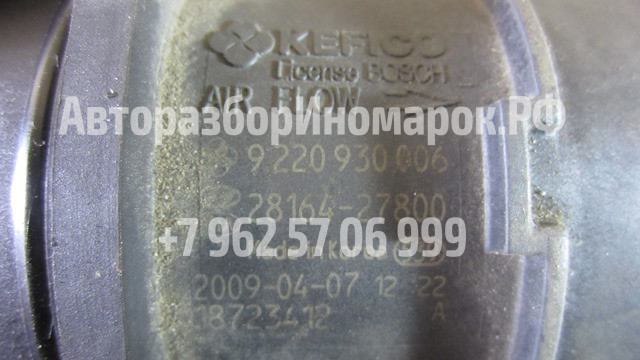 KEFICO
License BOSCH
AIR FLOW
АвторазборИномарок.РФ
9 220 930 006
28164-27800
+7 962 57 06 999
2009-04-07 12 22
18723412 A